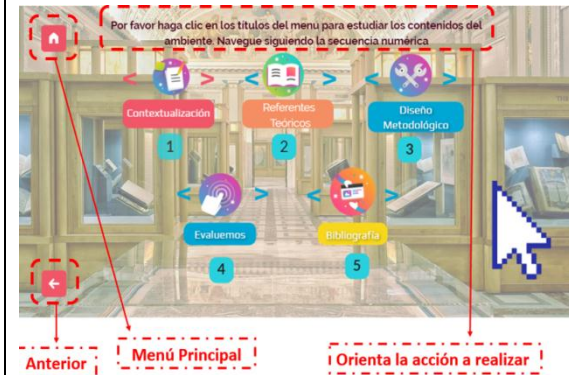 Por favor haga clic en los títulos del menu para estudiar los contenidos del
ambiente. Navegue siguiendo la secuencia numérica
Contextualización
Referentes
Teóricos
Diseño
Metodológico
1
2
3
Evaluemos
Bibliografía
4
5
Anterior
Menú Principal
Orienta la acción a realizar